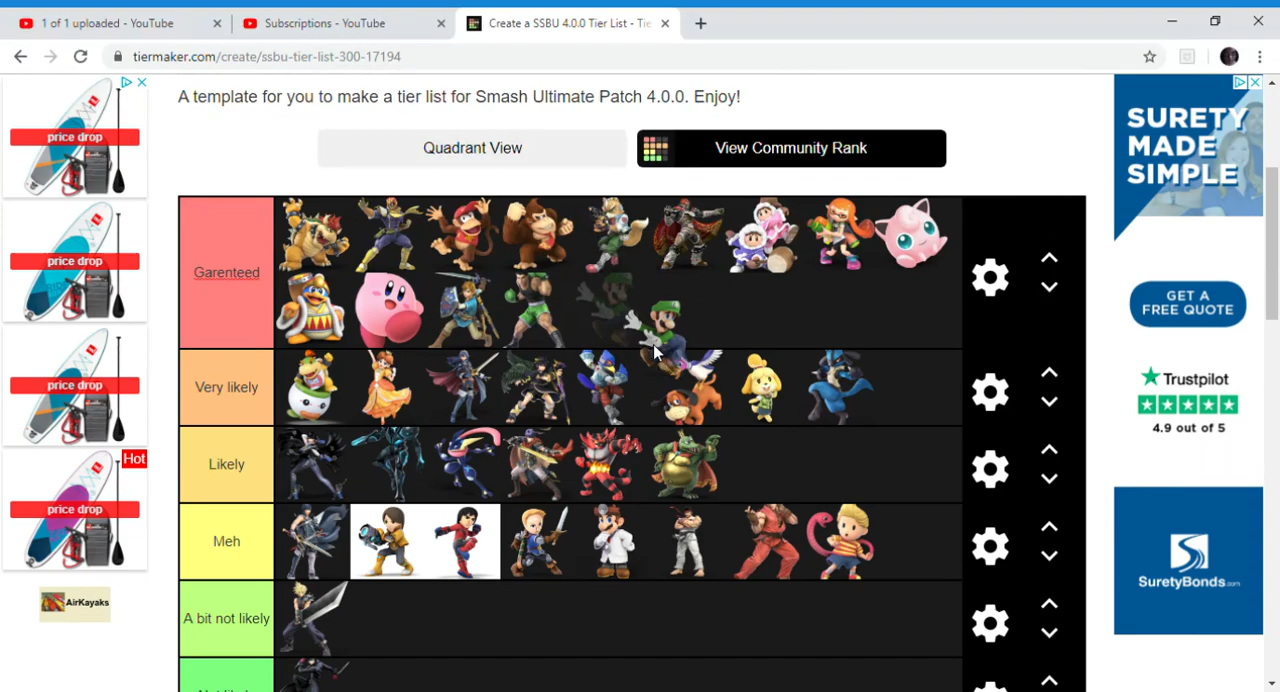 1 of 1 uploaded - YouTube
Subscriptions - YouTube
Create a SSBU 4.0.0 Tier List - Tie
tiermaker.com/create/ssbu-tier-list-300-17194
A template for you to make a tier list for Smash Ultimate Patch 4.0.0. Enjoy!
Quadrant View
View Community Rank
Garenteed
Very likely
Likely
Meh
A bit not likely
price drop
price drop
price drop
Hot
price drop
AirKayaks
SURETY
MADE
SIMPLE
GET A
FREE QUOTE
Trustpilot
4.9 out of 5
SuretyBonds.com